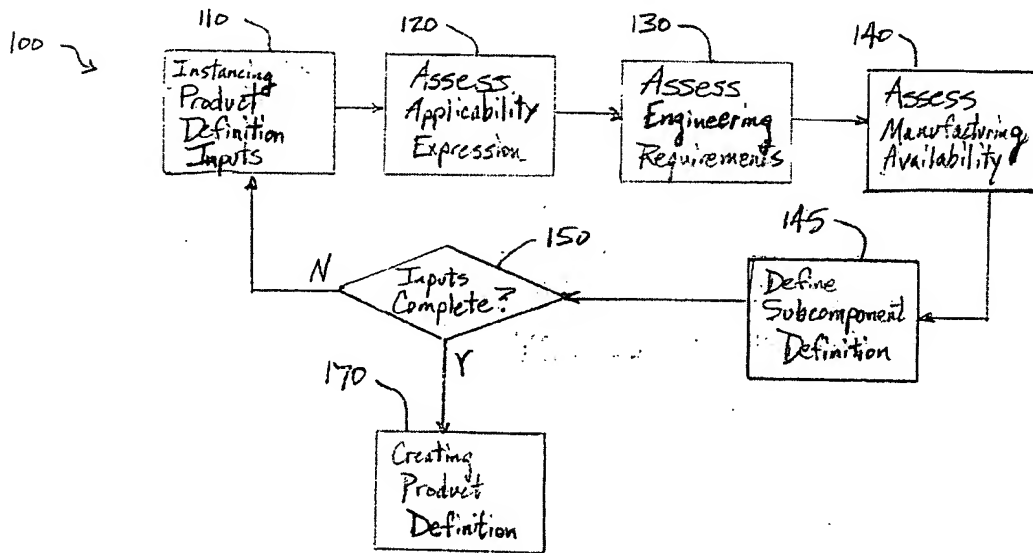 100
110
Instancing
Product
Definition
Inputs
120
Assess
Applicability
Expression
130
Assess
Engineering
Requirements
140
Assess
Manufacturing
Availability
145
Define
Subcomponent
Definition
150
Inputs
Complete?
N
Y
170
Creating
Product
Definition